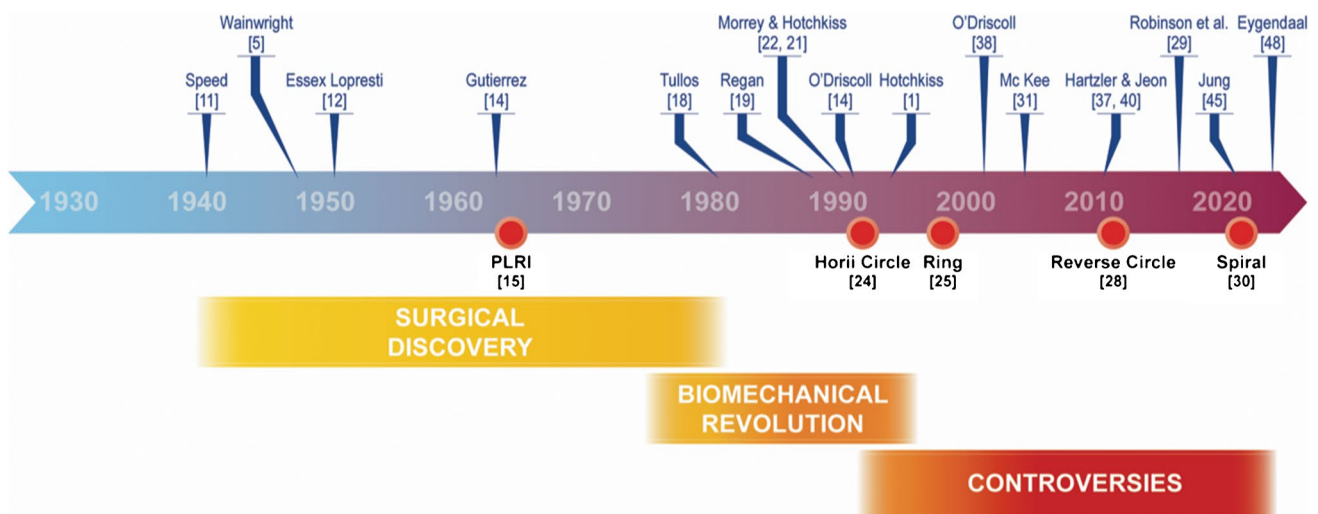 Wainwright
[5]
Morrey & Hotchkiss
[22, 21]
O'Driscoll
[38]
Robinson et al.
[29]
Eygendaal
[48]
Speed
[11]
Essex Lopresti
[12]
Gutierrez
[14]
Tullos
[18]
Regan
[19]
O'Driscoll
[14]
Hotchkiss
[1]
Mc Kee
[31]
Hartzler & Jeon
[37, 40]
Jung
[45]
1930 1940 1950 1960 1970 1980 1990 2000 2010 2020
PLRI
[15]
Horii Circle
[24]
Ring
[25]
Reverse Circle
[28]
Spiral
[30]
SURGICAL
DISCOVERY
BIOMECHANICAL
REVOLUTION
CONTROVERSIES